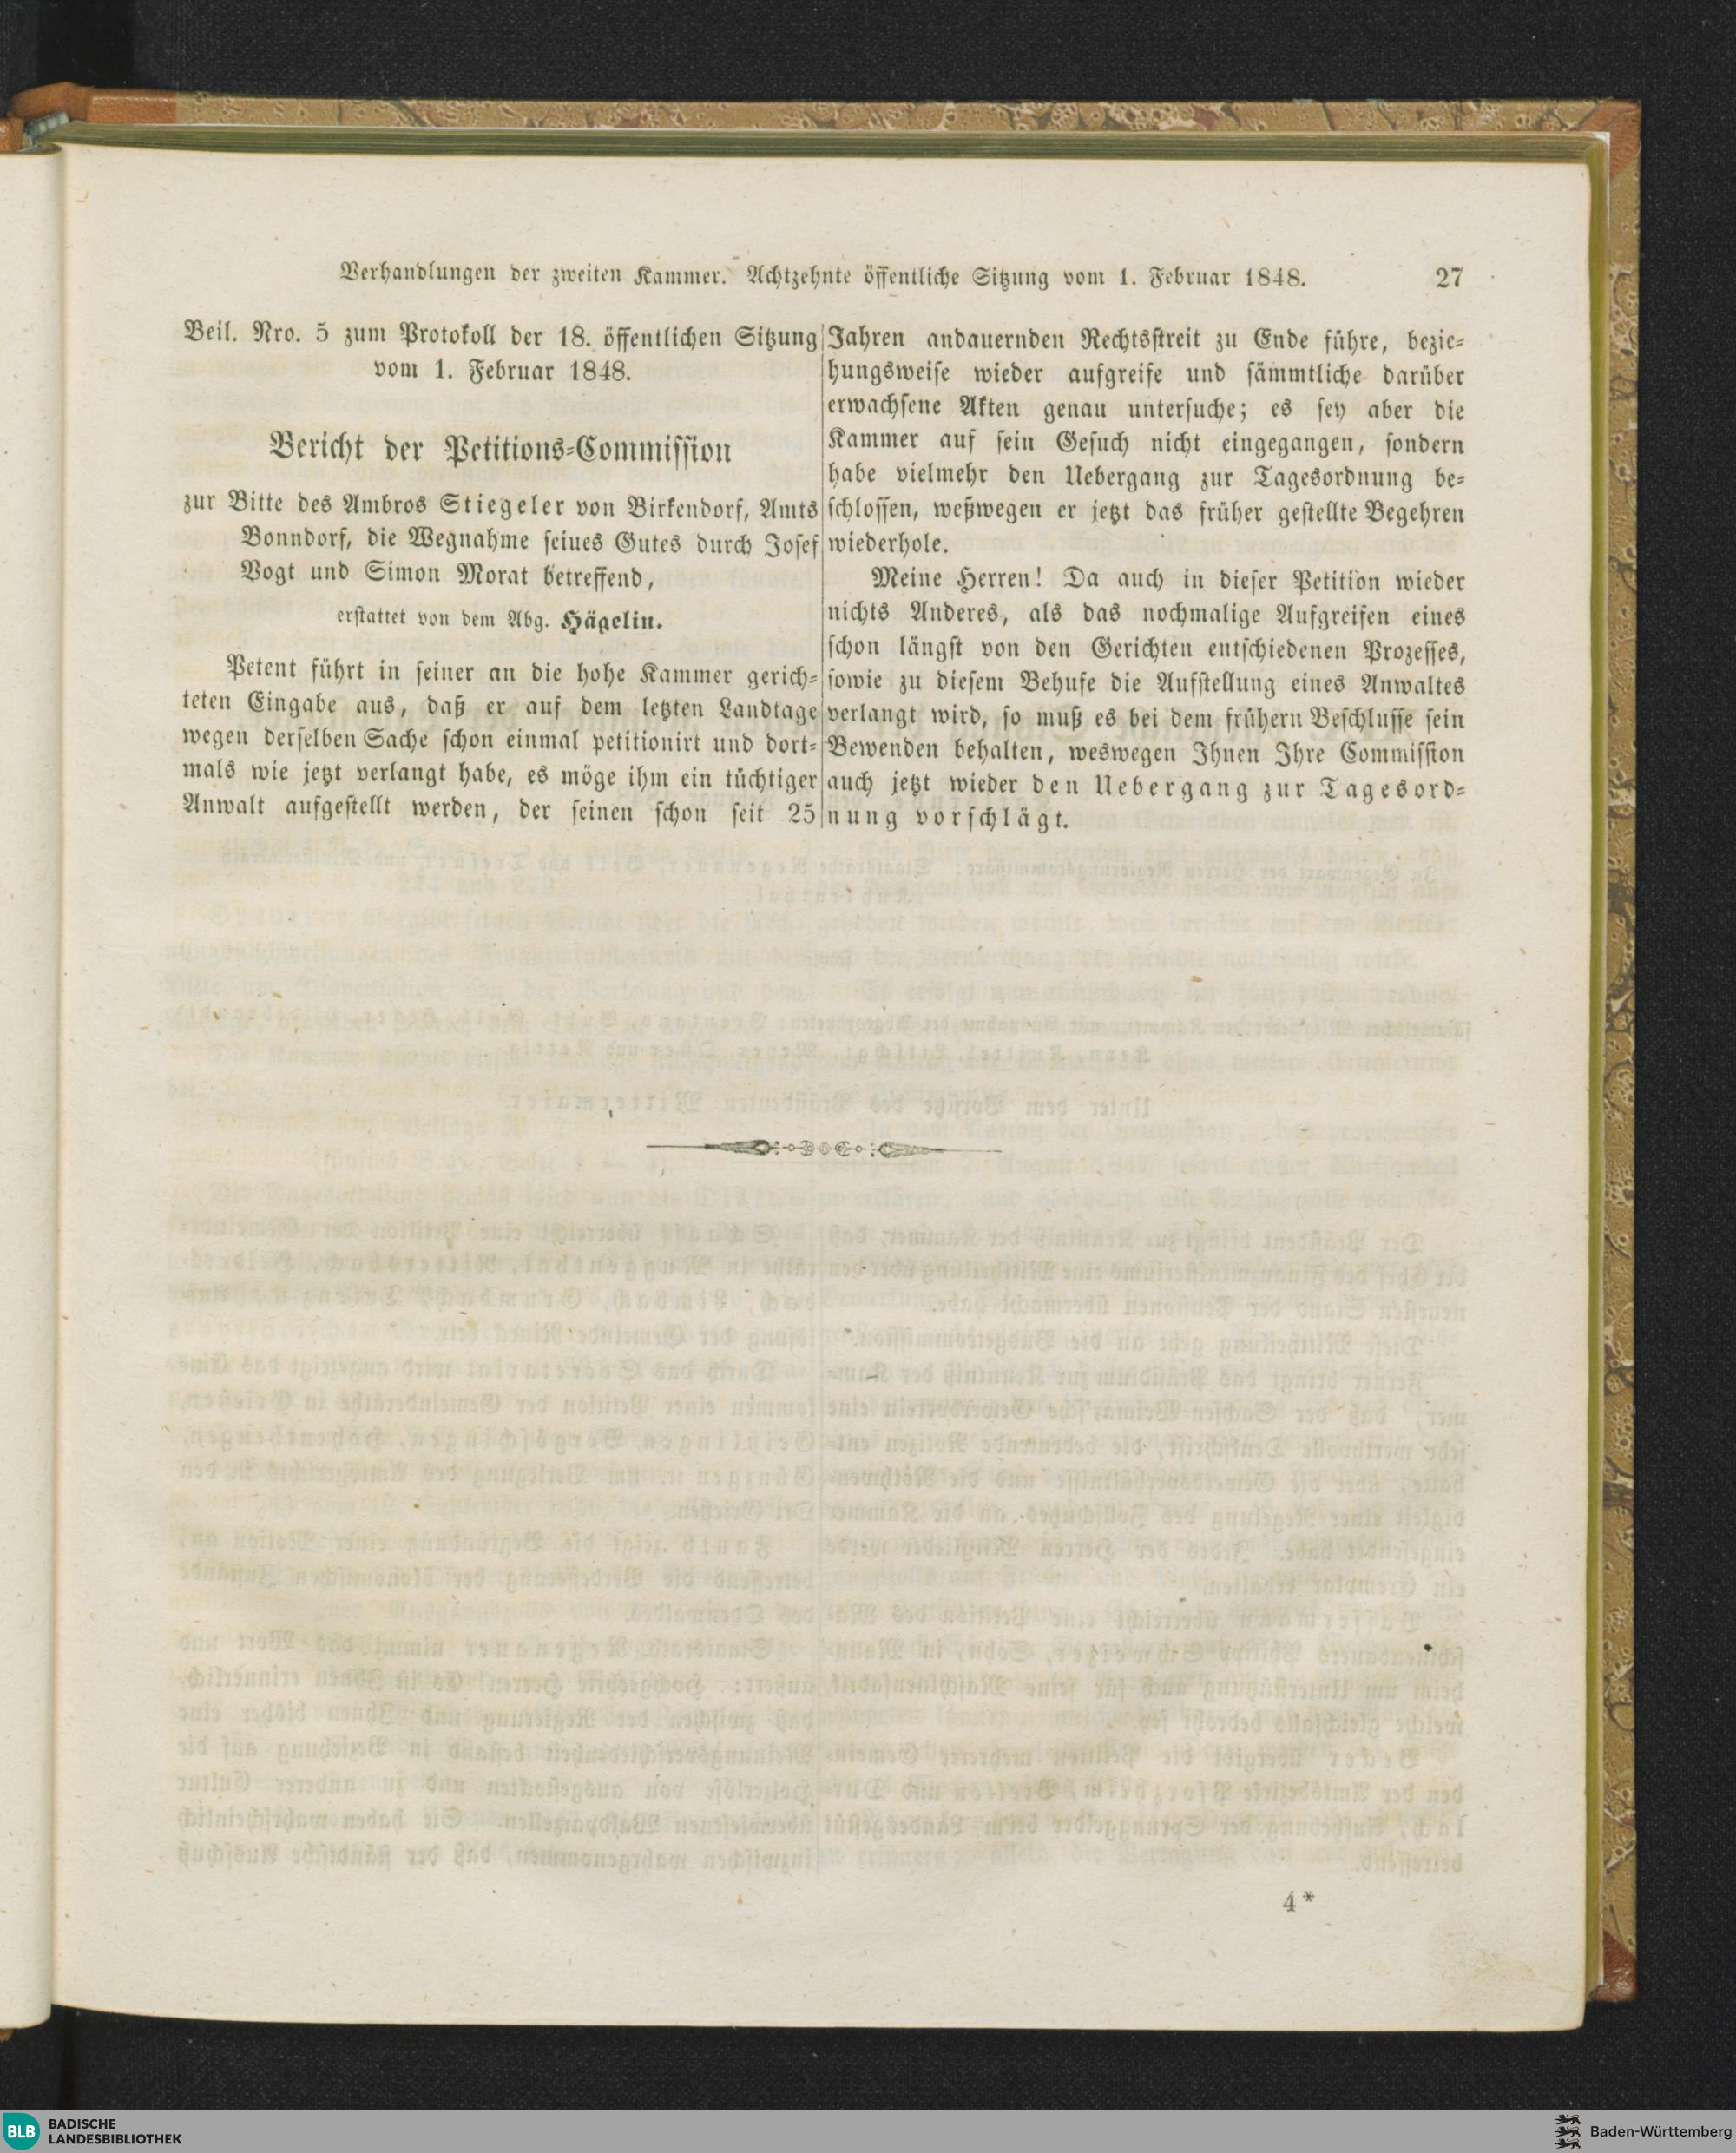 Verhandlungen der zweiten Kammer. Achtzehnte öffentliche Sitzung vom 1. Februar 1848. 27
Beil. Nro. 5 zum Protokoll der 18. öffentlichen Sitzung
vom 1. Februar 1848.
Bericht der Petitions-Commission
zur Bitte des Ambros Stiegeler von Birkendorf, Amts
Bonndorf, die Wegnahme seiues Gutes durch Josef
Vogt und Simon Morat betreffend,
erstattet von dem Abg. Hägelin.
Petent führt in seiner an die hohe Kammer gerich-
teten Eingabe aus, daß er auf dem letzten Landtage
wegen derselben Sache schon einmal petitionirt und dort-
mals wie jetzt verlangt habe, es möge ihm ein tüchtiger
Anwalt aufgestellt werden, der seinen schon seit 25
Jahren andauernden Rechtsstreit zu Ende führe, bezie-
hungsweise wieder aufgreife und sämmtliche darüber
erwachsene Akten genau untersuche; es sey aber die
Kammer auf sein Gesuch nicht eingegangen, sondern
habe vielmehr den Uebergang zur Tagesordnung be-
schlossen, weßwegen er jetzt das früher gestellte Begehren
wiederhole.
Meine Herren! Da auch in dieser Petition wieder
nichts Anderes, als das nochmalige Aufgreifen eines
schon längst von den Gerichten entschiedenen Prozesses,
sowie zu diesem Behufe die Aufstellung eines Anwaltes
verlangt wird, so muß es bei dem frühern Beschlusse sein
Bewenden behalten, weswegen Ihnen Ihre Commission
auch jetzt wieder den Uebergang zur Tagesord-
nung vorschlägt.
4*
BLB BADISCHE
LANDESBIBLIOTHEK
Baden-Württemberg